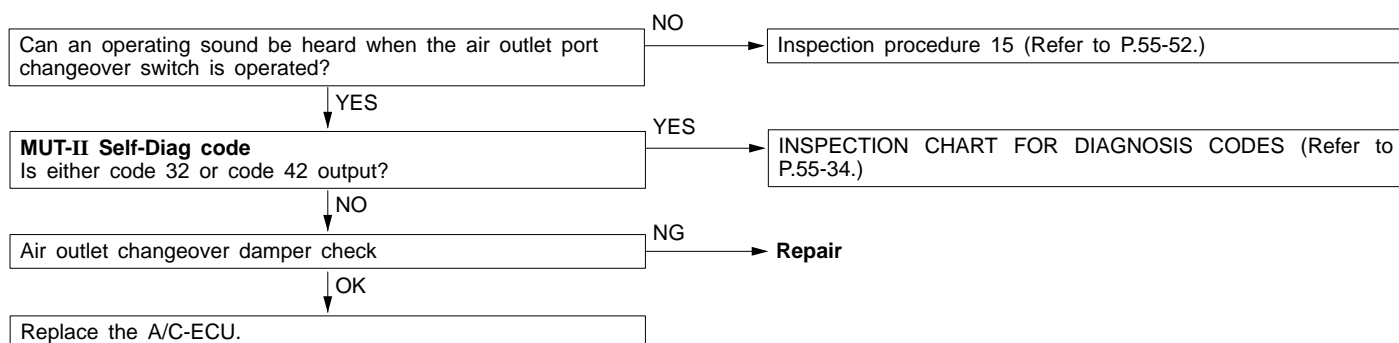 NO
Can an operating sound be heard when the air outlet port
changeover switch is operated?
Inspection procedure 15 (Refer to P.55-52.)
YES
MUT-II Self-Diag code
Is either code 32 or code 42 output?
YES
INSPECTION CHART FOR DIAGNOSIS CODES (Refer to
P.55-34.)
NO
Air outlet changeover damper check
NG
Repair
OK
Replace the A/C-ECU.